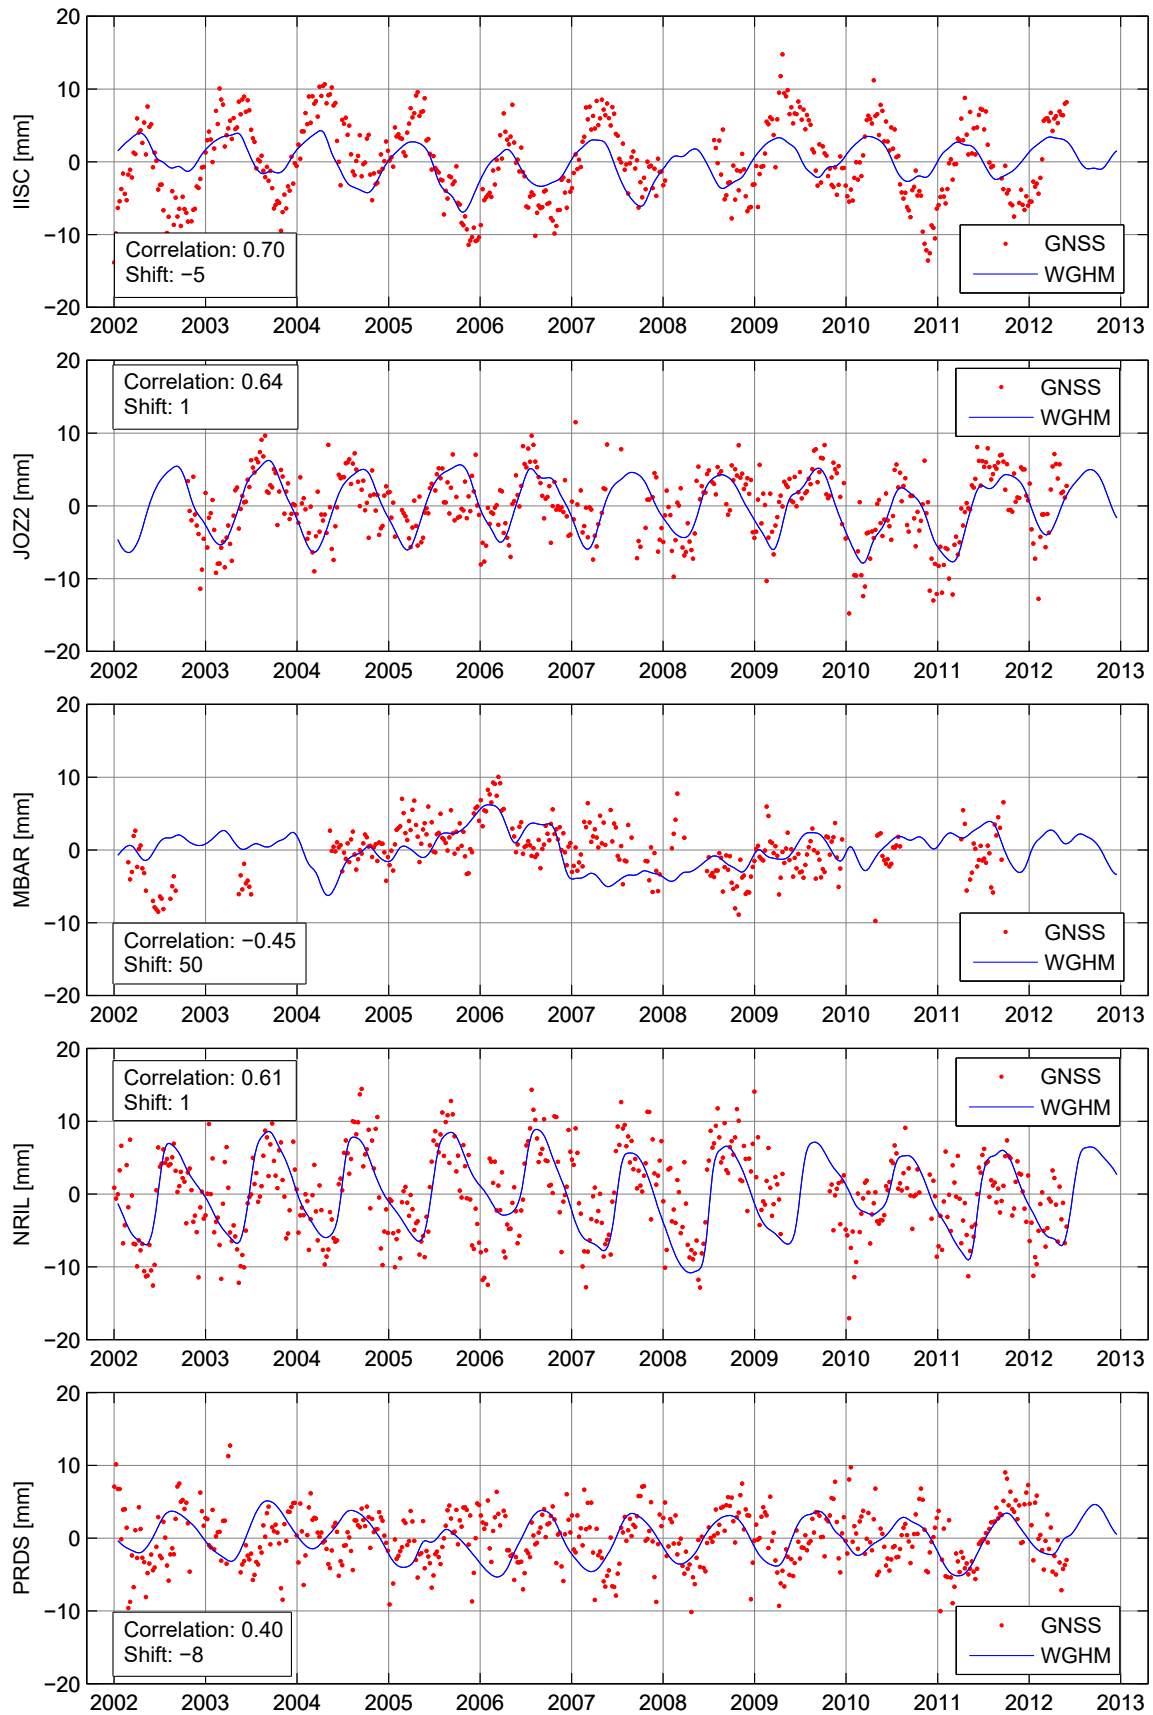 20
10
0
−10
−20
IISC [mm]
Correlation: 0.70
Shift: −5
GNSS
WGHM
2002 2003 2004 2005 2006 2007 2008 2009 2010 2011 2012 2013
20
10
0
−10
−20
JOZ2 [mm]
Correlation: 0.64
Shift: 1
GNSS
WGHM
2002 2003 2004 2005 2006 2007 2008 2009 2010 2011 2012 2013
20
10
0
−10
−20
MBAR [mm]
Correlation: −0.45
Shift: 50
GNSS
WGHM
2002 2003 2004 2005 2006 2007 2008 2009 2010 2011 2012 2013
20
10
0
−10
−20
NRIL [mm]
Correlation: 0.61
Shift: 1
GNSS
WGHM
2002 2003 2004 2005 2006 2007 2008 2009 2010 2011 2012 2013
20
10
0
−10
−20
PRDS [mm]
Correlation: 0.40
Shift: −8
GNSS
WGHM
2002 2003 2004 2005 2006 2007 2008 2009 2010 2011 2012 2013